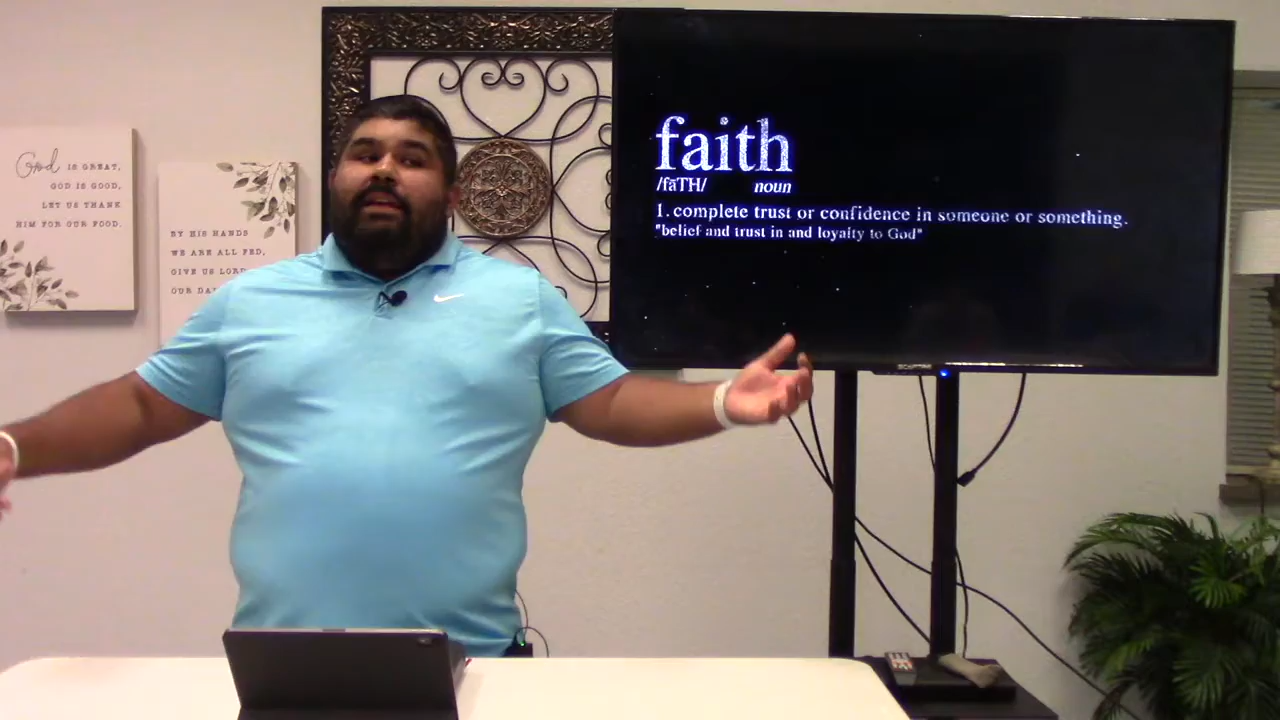 God IS GREAT,
GOD IS GOOD,
LET US THANK
HIM FOR OUR FOOD.
BY HIS HANDS
WE ARE ALL FED,
GIVE US LORD
OUR
faith
/fāTH/ noun
1. complete trust or confidence in someone or something.
"belief and trust in and loyalty to God"
SCEPTRE